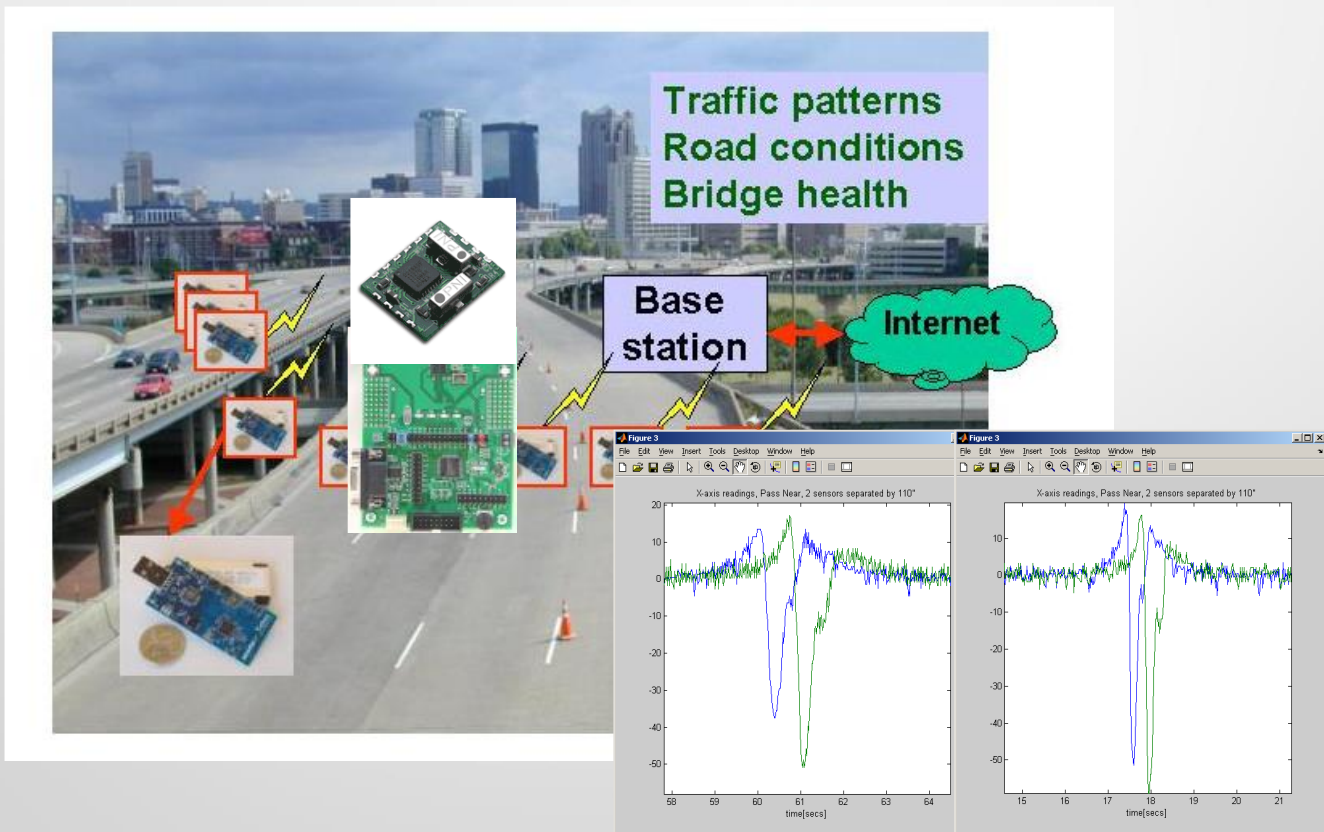 Traffic patterns
Road conditions
Bridge health
PNI
PNI
Base
station
Internet
Figure 3
File Edit View Insert Tools Desktop Window Help
X-axis readings, Pass Near, 2 sensors separated by 110"
20
10
0
-10
-20
-30
-40
-50
58 59 60 61 62 63 64
time[secs]
Figure 3
File Edit View Insert Tools Desktop Window Help
X-axis readings, Pass Near, 2 sensors separated by 110"
10
0
-10
-20
-30
-40
-50
15 16 17 18 19 20 21
time[secs]